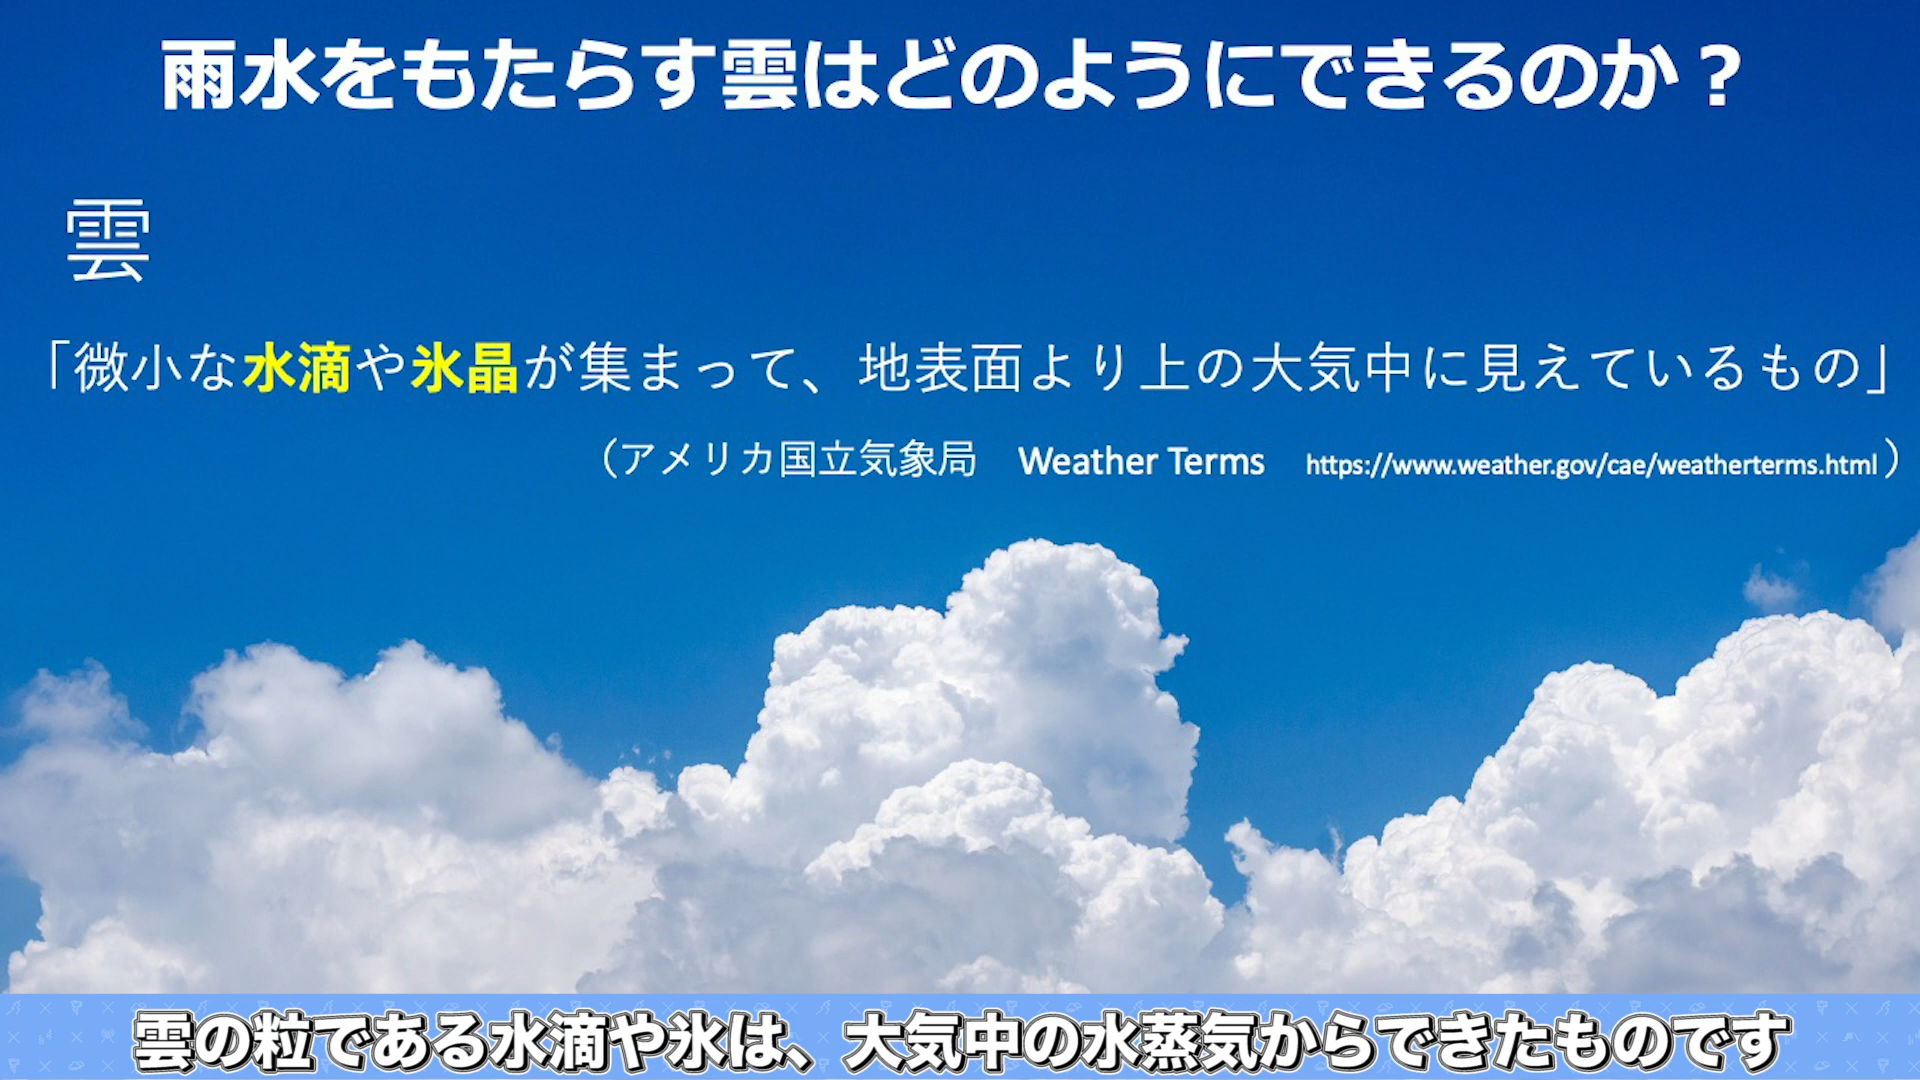 雨水をもたらす雲はどのようにできるのか？
雲
「微小な水滴や氷晶が集まって、地表面より上の大気中に見えているもの」
（アメリカ国立気象局　Weather Terms　https://www.weather.gov/cae/weatherterms.html）
雲の粒である水滴や氷は、大気中の水蒸気からできたものです